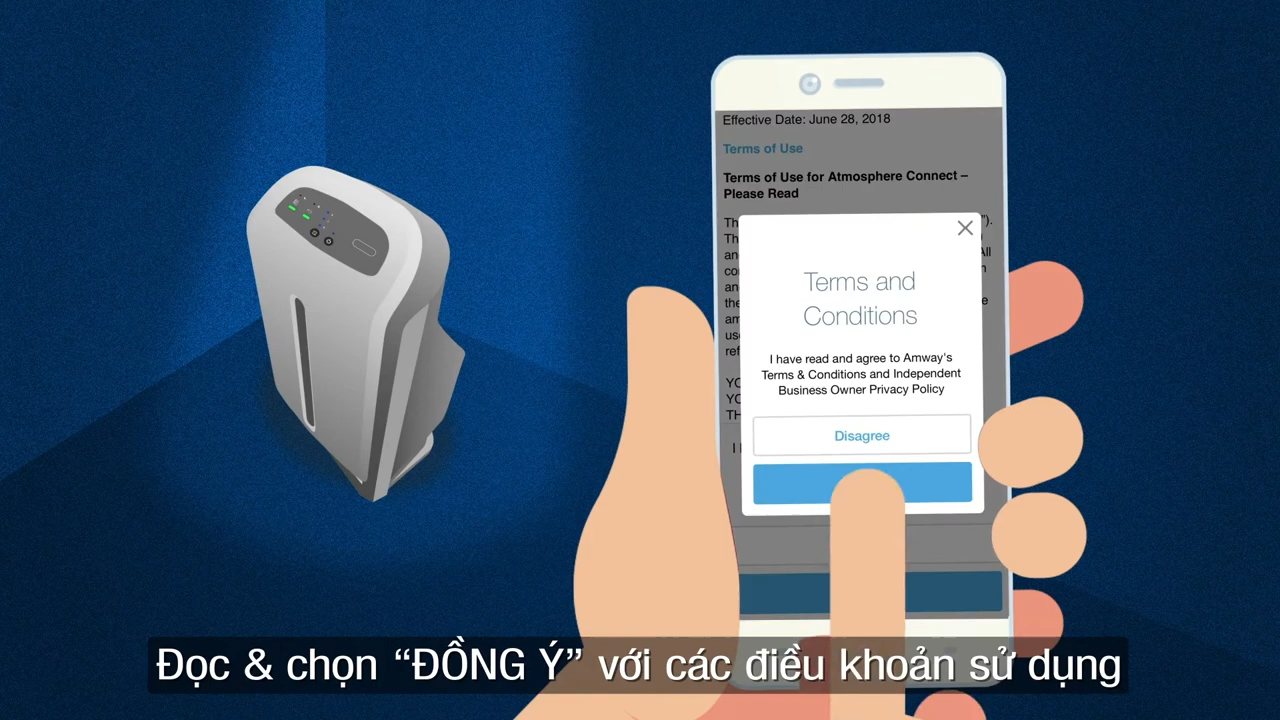 Effective Date: June 28, 2018
Terms of Use
Terms of Use for Atmosphere Connect –
Please Read
Terms and
Conditions
I have read and agree to Amway's
Terms & Conditions and Independent
Business Owner Privacy Policy
Disagree
Đọc & chọn “ĐỒNG Ý” với các điều khoản sử dụng